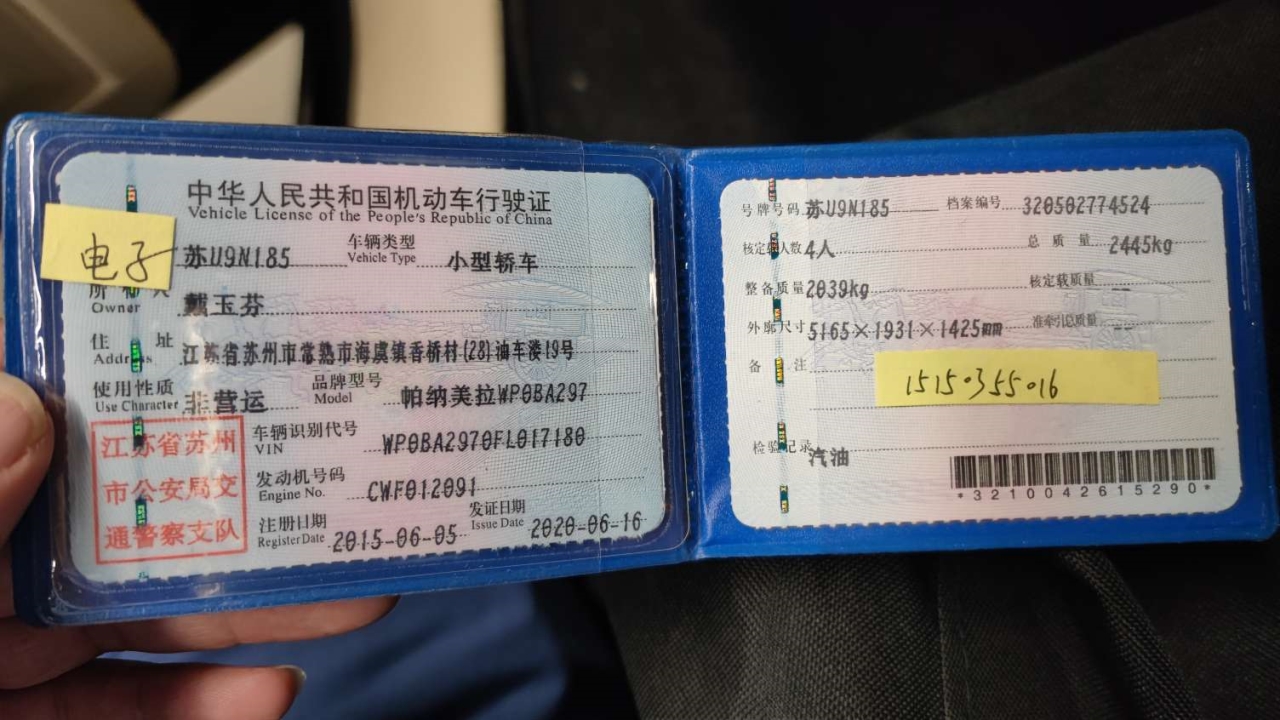 中华人民共和国机动车行驶证
Vehicle License of the People's Republic of China
电子
苏U9N185
车辆类型
Vehicle Type
小型轿车
Owner
戴玉芬
住 址
Address
江苏省苏州市常熟市海虞镇香桥村(28)油车溇19号
使用性质
Use Character
非营运
品牌型号
Model
帕纳美拉WP0BA297
江苏省苏州
市公安局交
通警察支队
车辆识别代号
VIN
WP0BA2970FL017180
发动机号码
Engine No.
CWF012091
注册日期
Register Date
2015-06-05
发证日期
Issue Date
2020-06-16
号牌号码
苏U9N185
档案编号
320502774524
核定载人数
4人
总 质 量
2445kg
整备质量
2039kg
核定载质量
--
外廓尺寸
5165×1931×1425mm
准牵引总质量
--
备 注
15150355016
检验记录
汽油
*3210042615290*